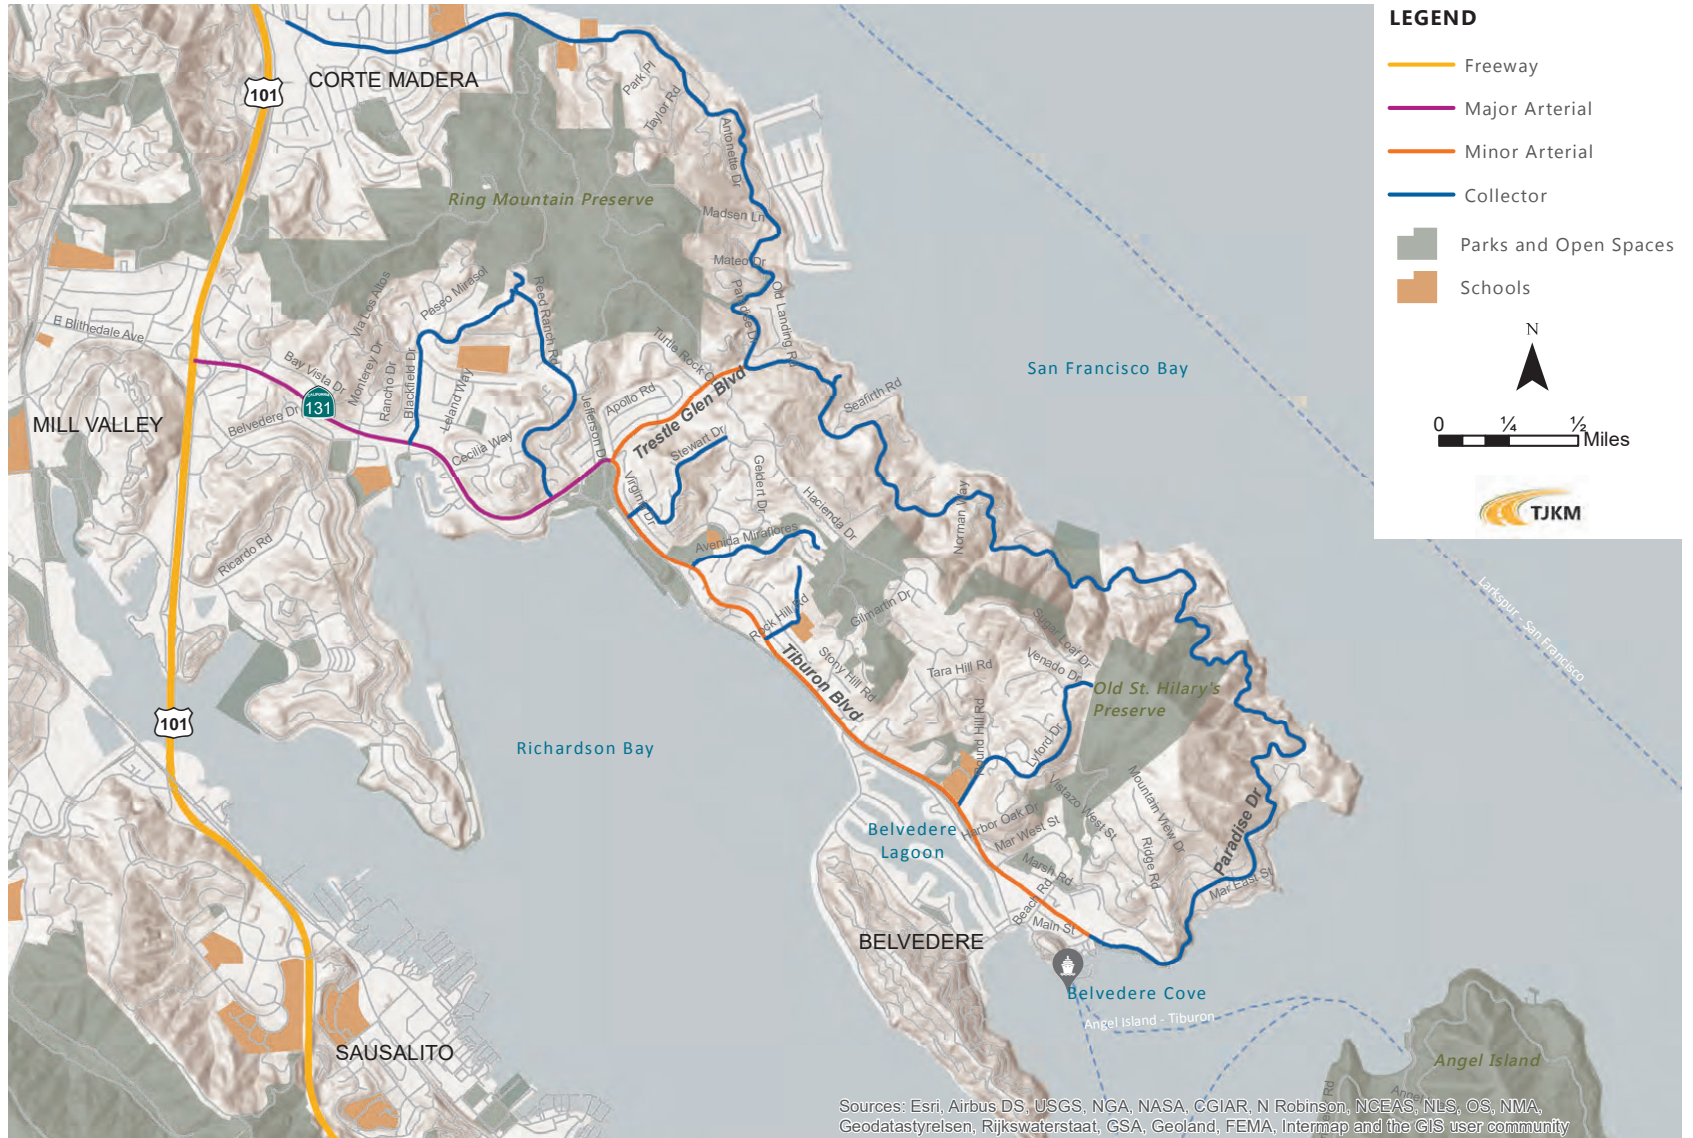 LEGEND
Freeway
Major Arterial
Minor Arterial
Collector
Parks and Open Spaces
Schools
N
0 ¼ ½
Miles
TJKM
101
CORTE MADERA
Park Pl
Taylor Rd
Antonette Dr
Ring Mountain Preserve
Madsen Ln
Mateo Dr
Paradise Dr
Old Landing Rd
Via Los Altos
Paseo Mirasol
Reed Ranch Rd
E Blithedale Ave
Bay Vista Dr
Monterey Dr
Rancho Dr
Blackfield Dr
Leland Way
Turtle Rock C
San Francisco Bay
CALIFORNIA
131
MILL VALLEY
Belvedere Dr
Cecilia Way
Jefferson D
Apollo Rd
Trestle Glen Blvd
Seafirth Rd
Stewart Dr
Virginia Dr
Geldert Dr
Hacienda Dr
Norman Way
Avenida Miraflores
Ricardo Rd
Rock Hill Rd
Gilmartin Dr
Stony Hill Rd
Tiburon Blvd
Tara Hill Rd
Sugar Loaf Dr
Venado Dr
Larkspur - San Francisco
Old St. Hilary's
Preserve
101
Richardson Bay
Round Hill Rd
Lyford Dr
Vistazo West St
Mountain View Dr
Paradise Dr
Harbor Oak Dr
Mar West St
Belvedere
Lagoon
Marsh Rd
Ridge Rd
Mar East St
Beach Rd
Main St
BELVEDERE
Belvedere Cove
Angel Island - Tiburon
SAUSALITO
Angel Island
Sources: Esri, Airbus DS, USGS, NGA, NASA, CGIAR, N Robinson, NCEAS, NLS, OS, NMA,
Geodatastyrelsen, Rijkswaterstaat, GSA, Geoland, FEMA, Intermap and the GIS user community